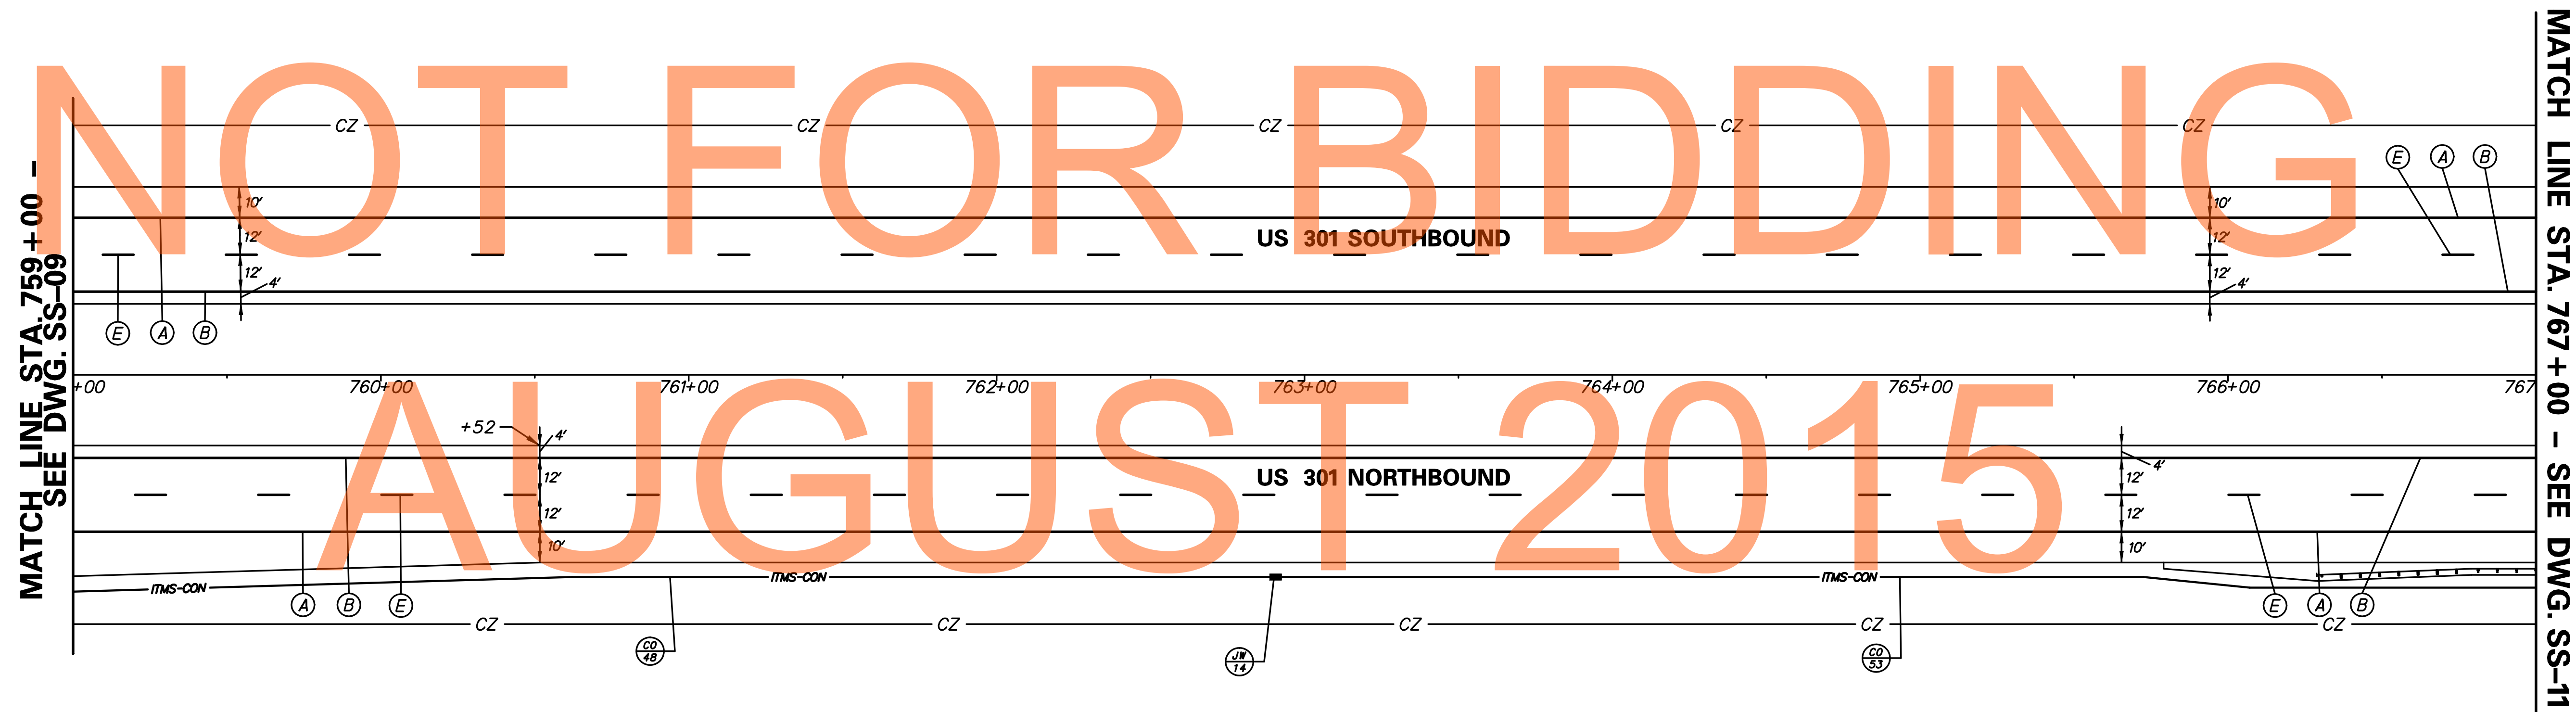 NOT FOR BIDDING
AUGUST 2015
MATCH LINE STA. 759+00 -
SEE DWG. SS-09
MATCH LINE STA. 767+00 - SEE DWG. SS-11
CZ CZ CZ CZ CZ
E A B
10' 10'
12' US 301 SOUTHBOUND 12'
12' 4' 12' 4'
E A B
+00 760+00 761+00 762+00 763+00 764+00 765+00 766+00 767
+52 4'
12' US 301 NORTHBOUND 12' 4'
12' 12'
10' 10'
ITMS-CON ITMS-CON ITMS-CON
A B E E A B
CZ CZ CZ CZ CZ
CO
48
JW
14
CO
53